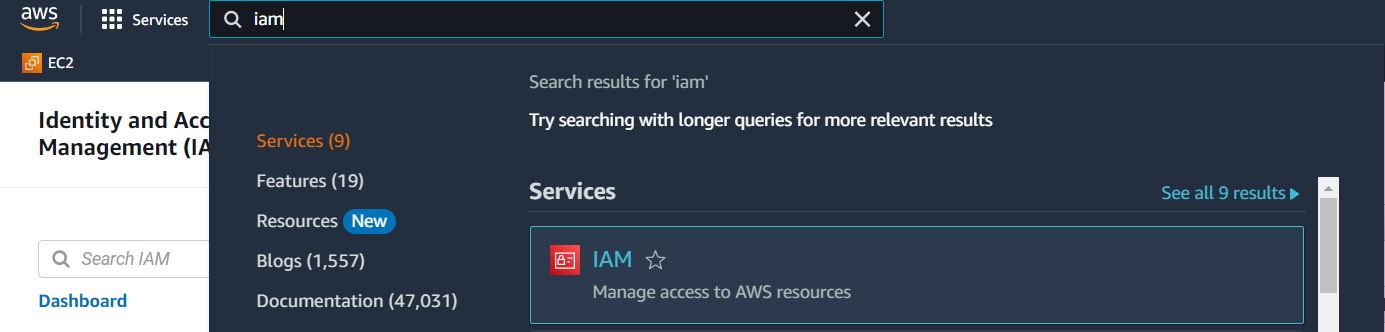 aws
Services
iam
EC2
Identity and Acc
Management (IA
Search IAM
Dashboard
Services (9)
Features (19)
Resources New
Blogs (1,557)
Documentation (47,031)
Search results for 'iam'
Try searching with longer queries for more relevant results
Services
See all 9 results
IAM
Manage access to AWS resources